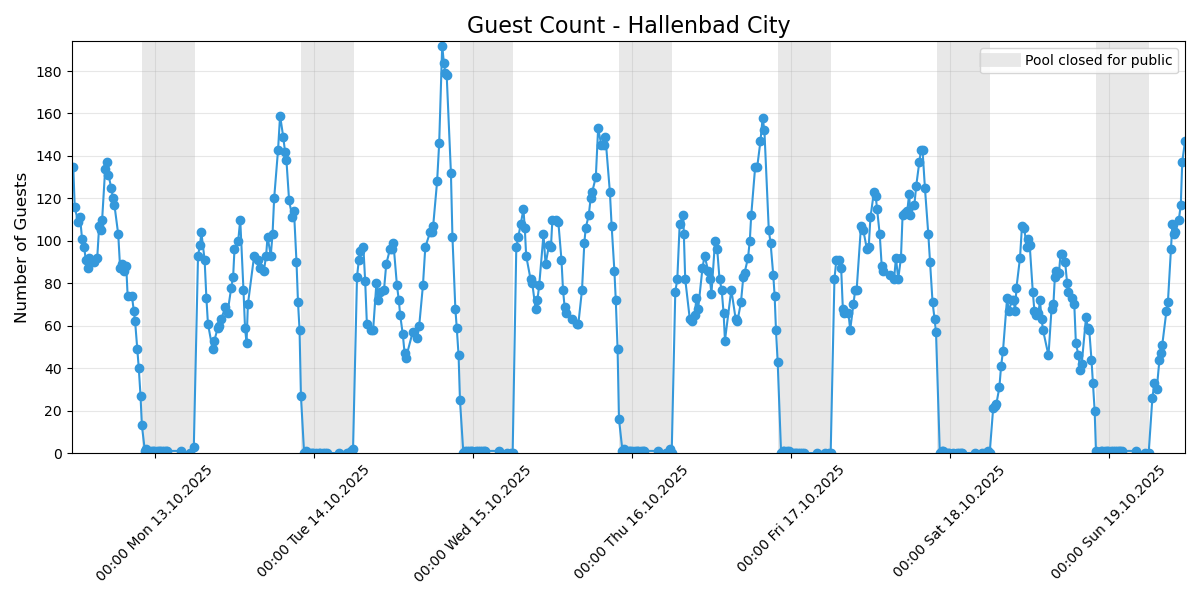 Guest Count - Hallenbad City
Pool closed for public
Number of Guests
180
160
140
120
100
80
60
40
20
0
00:00 Mon 13.10.2025
00:00 Tue 14.10.2025
00:00 Wed 15.10.2025
00:00 Thu 16.10.2025
00:00 Fri 17.10.2025
00:00 Sat 18.10.2025
00:00 Sun 19.10.2025